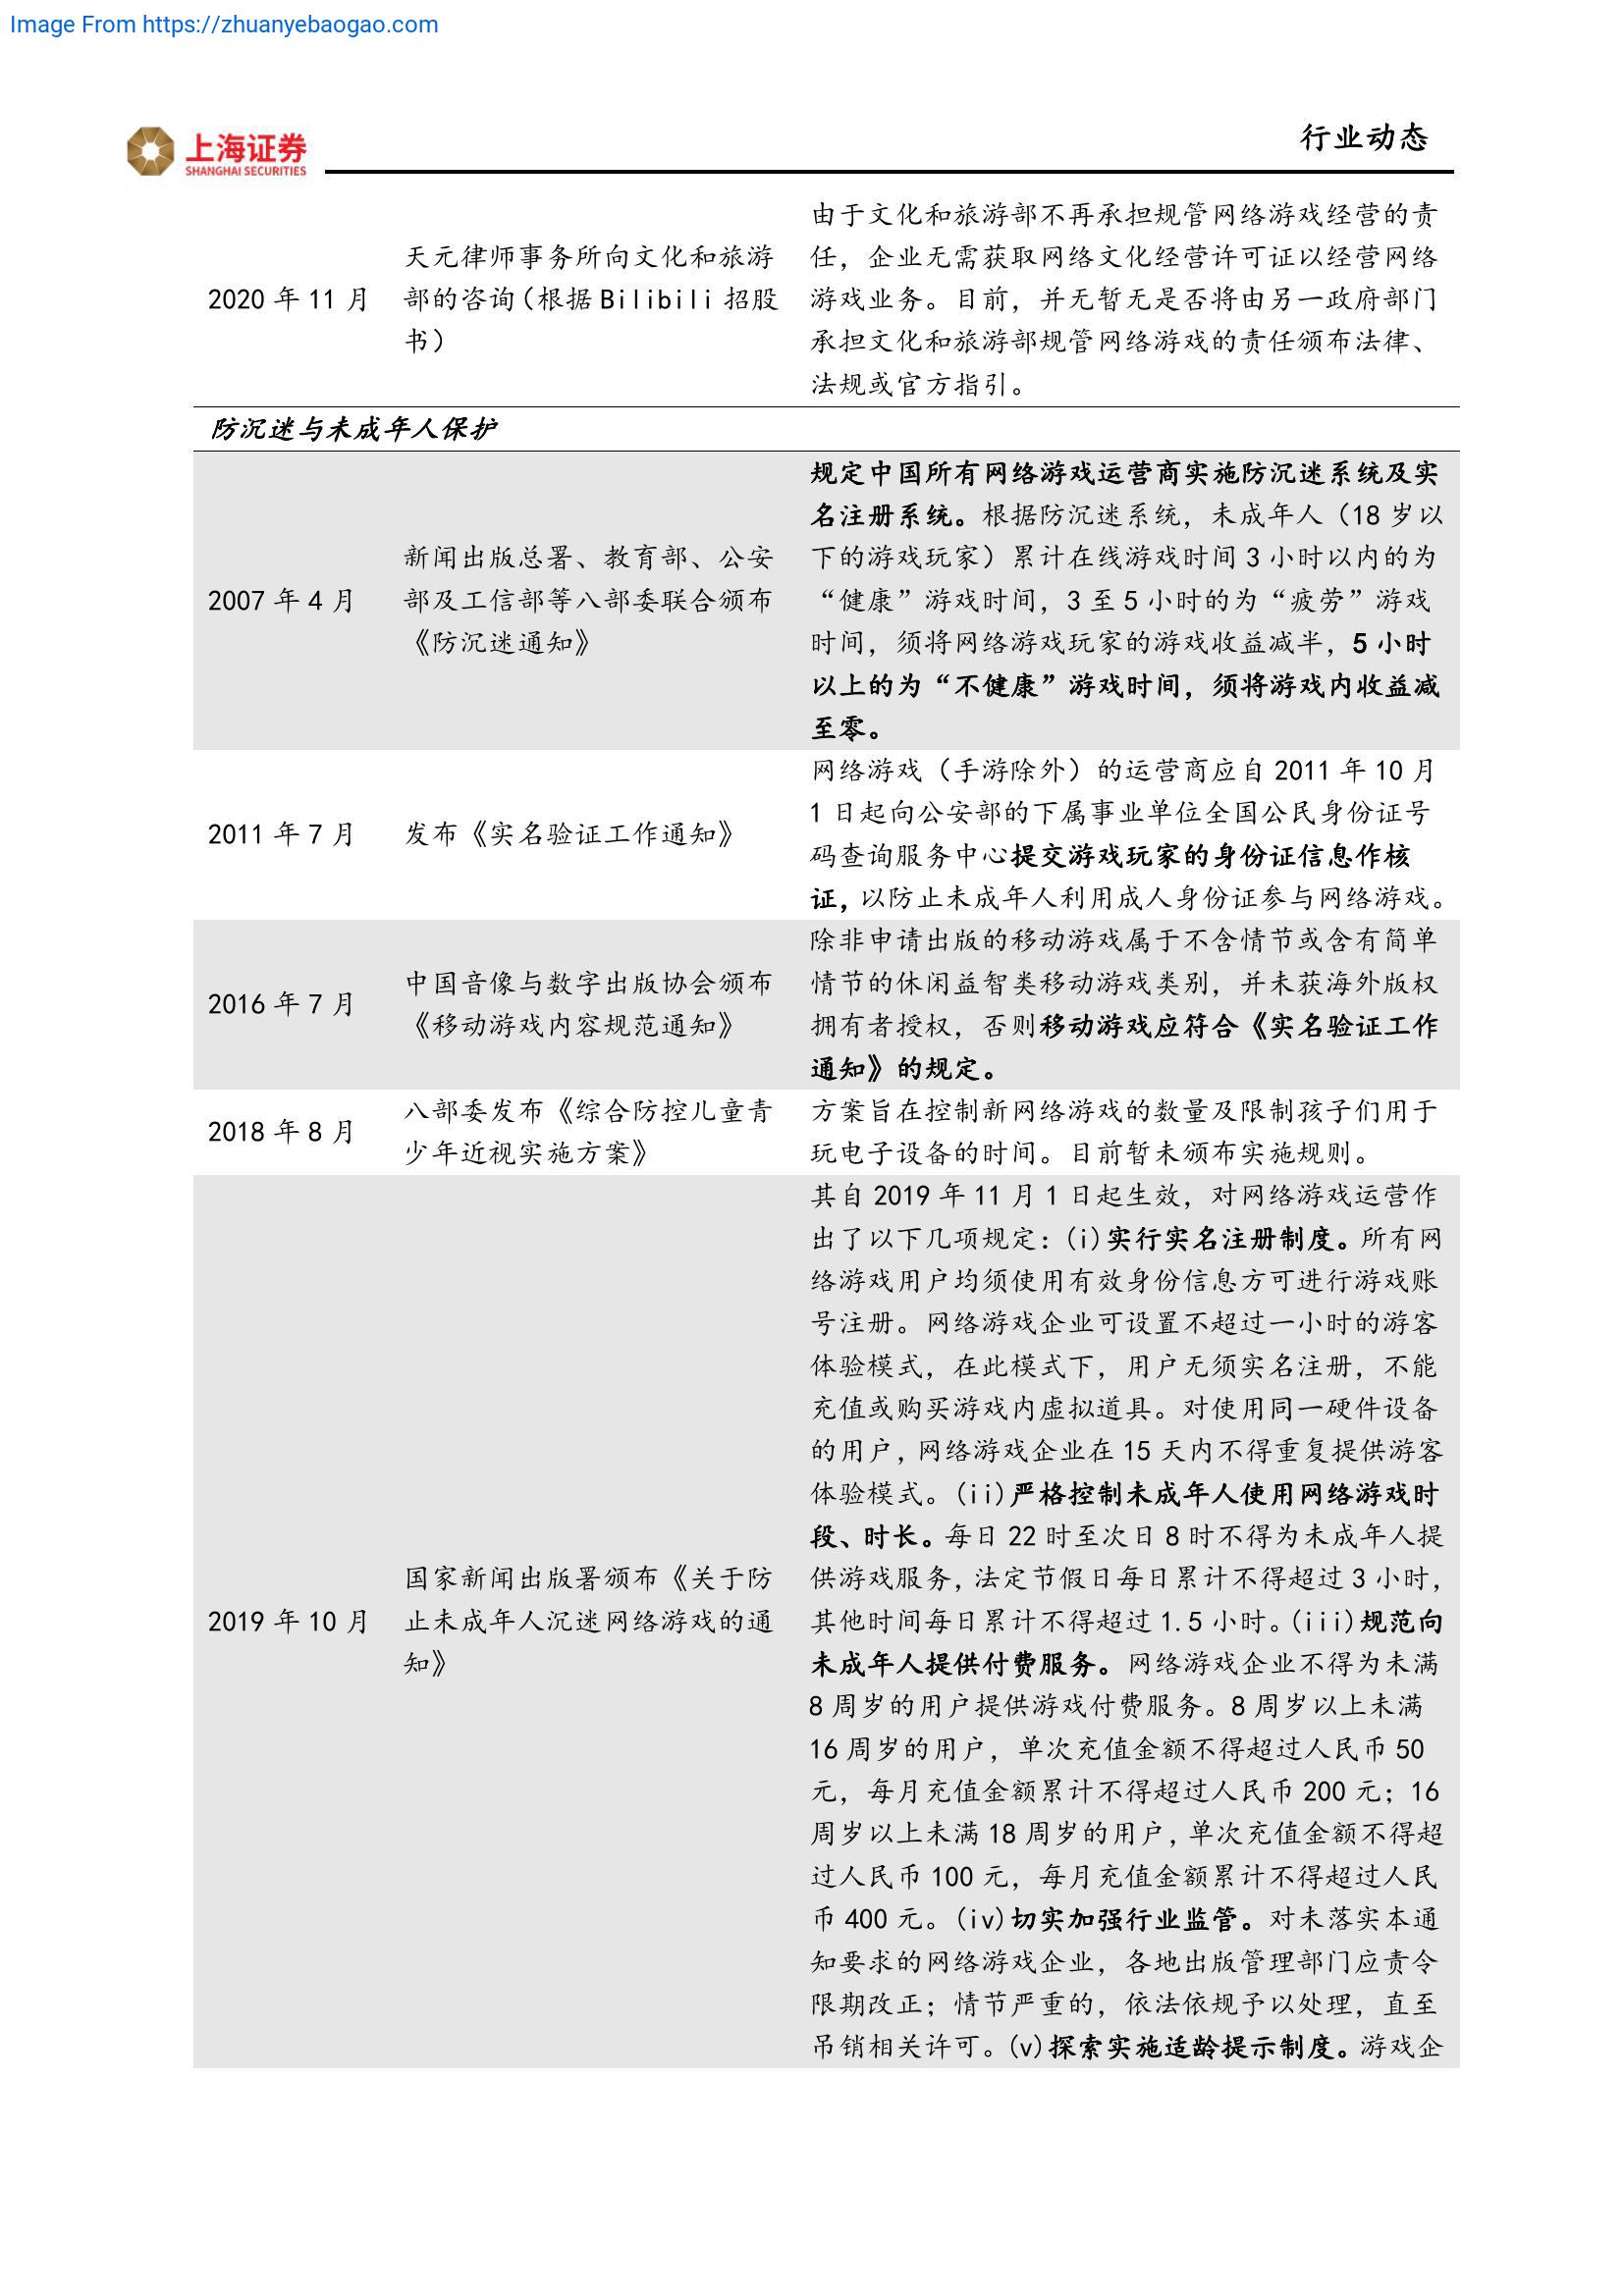 Image From https://zhuanyebaogao.com
上海证券
SHANGHAI SECURITIES
行业动态
2020 年 11 月
天元律师事务所向文化和旅游
部的咨询（根据 Bilibili 招股
书）
由于文化和旅游部不再承担规管网络游戏经营的责
任，企业无需获取网络文化经营许可证以经营网络
游戏业务。目前，并无暂无是否将由另一政府部门
承担文化和旅游部规管网络游戏的责任颁布法律、
法规或官方指引。
防沉迷与未成年人保护
2007 年 4 月
新闻出版总署、教育部、公安
部及工信部等八部委联合颁布
《防沉迷通知》
规定中国所有网络游戏运营商实施防沉迷系统及实
名注册系统。根据防沉迷系统，未成年人（18 岁以
下的游戏玩家）累计在线游戏时间 3 小时以内的为
“健康”游戏时间，3 至 5 小时的为“疲劳”游戏
时间，须将网络游戏玩家的游戏收益减半，5 小时
以上的为“不健康”游戏时间，须将游戏内收益减
至零。
2011 年 7 月
发布《实名验证工作通知》
网络游戏（手游除外）的运营商应自 2011 年 10 月
1 日起向公安部的下属事业单位全国公民身份证号
码查询服务中心提交游戏玩家的身份证信息作核
证，以防止未成年人利用成人身份证参与网络游戏。
2016 年 7 月
中国音像与数字出版协会颁布
《移动游戏内容规范通知》
除非申请出版的移动游戏属于不含情节或含有简单
情节的休闲益智类移动游戏类别，并未获海外版权
拥有者授权，否则移动游戏应符合《实名验证工作
通知》的规定。
2018 年 8 月
八部委发布《综合防控儿童青
少年近视实施方案》
方案旨在控制新网络游戏的数量及限制孩子们用于
玩电子设备的时间。目前暂未颁布实施规则。
2019 年 10 月
国家新闻出版署颁布《关于防
止未成年人沉迷网络游戏的通
知》
其自 2019 年 11 月 1 日起生效，对网络游戏运营作
出了以下几项规定：(i)实行实名注册制度。所有网
络游戏用户均须使用有效身份信息方可进行游戏账
号注册。网络游戏企业可设置不超过一小时的游客
体验模式，在此模式下，用户无须实名注册，不能
充值或购买游戏内虚拟道具。对使用同一硬件设备
的用户，网络游戏企业在 15 天内不得重复提供游客
体验模式。(ii)严格控制未成年人使用网络游戏时
段、时长。每日 22 时至次日 8 时不得为未成年人提
供游戏服务，法定节假日每日累计不得超过 3 小时，
其他时间每日累计不得超过 1.5 小时。(iii)规范向
未成年人提供付费服务。网络游戏企业不得为未满
8 周岁的用户提供游戏付费服务。8 周岁以上未满
16 周岁的用户，单次充值金额不得超过人民币 50
元，每月充值金额累计不得超过人民币 200 元；16
周岁以上未满 18 周岁的用户，单次充值金额不得超
过人民币 100 元，每月充值金额累计不得超过人民
币 400 元。(iv)切实加强行业监管。对未落实本通
知要求的网络游戏企业，各地出版管理部门应责令
限期改正；情节严重的，依法依规予以处理，直至
吊销相关许可。(v)探索实施适龄提示制度。游戏企